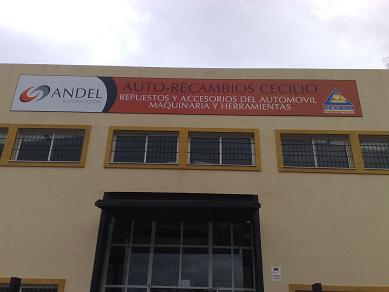 ANDEL
AUTOMOCIÓN
AUTO-RECAMBIOS CECILIO
REPUESTOS Y ACCESORIOS DEL AUTOMOVIL
MAQUINARIA Y HERRAMIENTAS